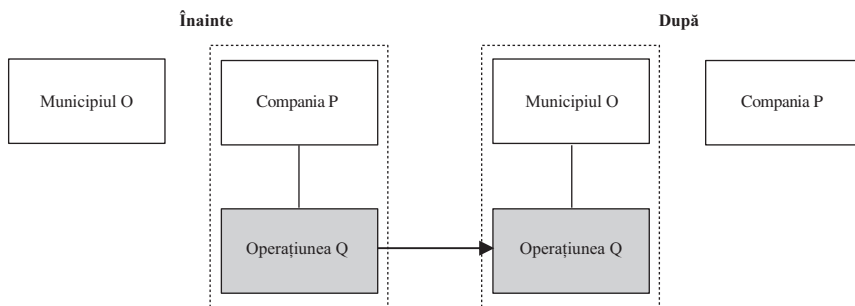 Înainte
După
Municipiul O
Compania P
Municipiul O
Compania P
Operațiunea Q
Operațiunea Q